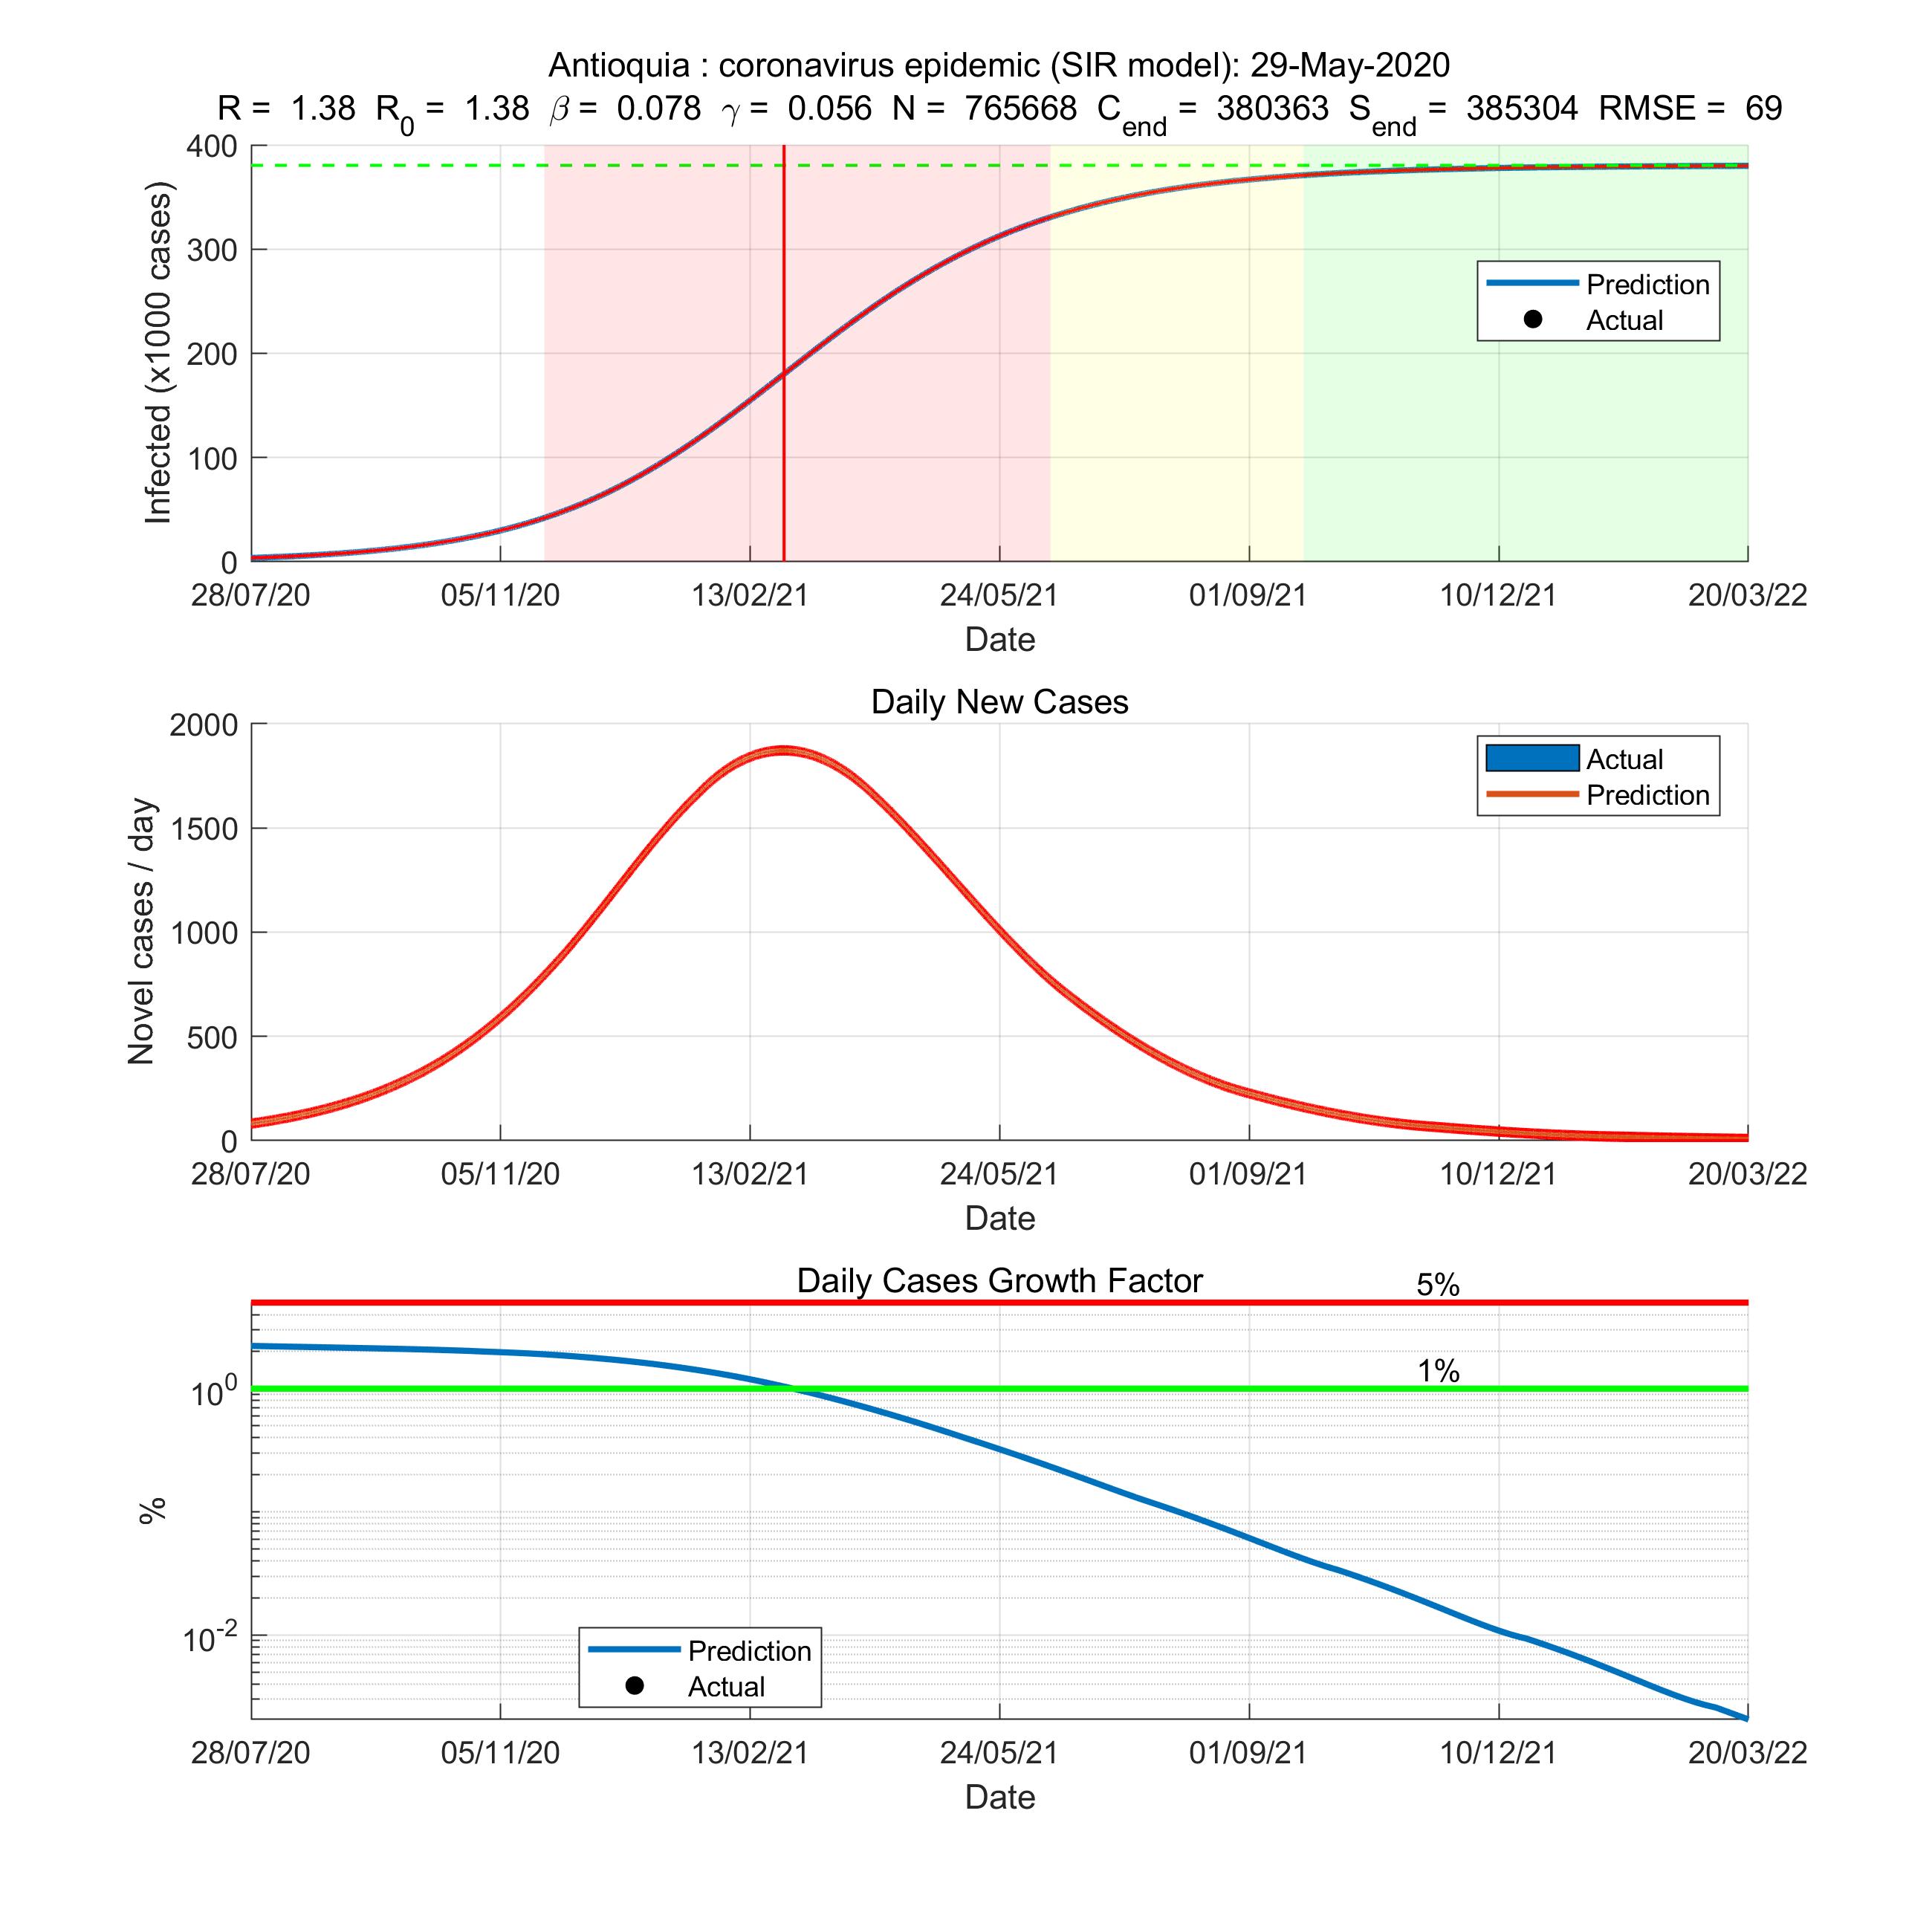 Antioquia : coronavirus epidemic (SIR model): 29-May-2020
R = 1.38 R0 = 1.38 β = 0.078 γ = 0.056 N = 765668 Cend = 380363 Send = 385304 RMSE = 69
Infected (x1000 cases)
400
300
200
100
0
Prediction
Actual
28/07/20 05/11/20 13/02/21 24/05/21 01/09/21 10/12/21 20/03/22
Date
Daily New Cases
Novel cases / day
2000
1500
1000
500
0
Actual
Prediction
28/07/20 05/11/20 13/02/21 24/05/21 01/09/21 10/12/21 20/03/22
Date
Daily Cases Growth Factor
5%
1%
%
10^0
10^-2
Prediction
Actual
28/07/20 05/11/20 13/02/21 24/05/21 01/09/21 10/12/21 20/03/22
Date